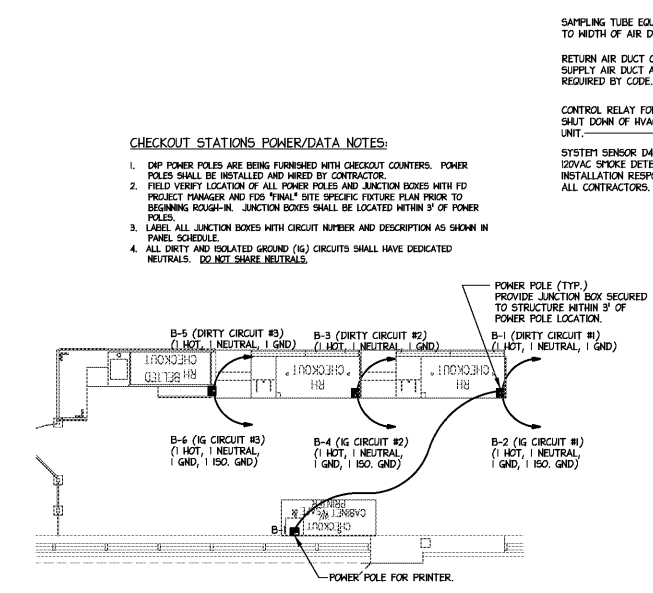 SAMPLING TUBE EQU
TO WIDTH OF AIR D
RETURN AIR DUCT O
SUPPLY AIR DUCT A
REQUIRED BY CODE.
CONTROL RELAY FOR
SHUT DOWN OF HVA
UNIT.
SYSTEM SENSOR D4
120VAC SMOKE DETE
INSTALLATION RESPO
ALL CONTRACTORS.
CHECKOUT STATIONS POWER/DATA NOTES:
1. D&P POWER POLES ARE BEING FURNISHED WITH CHECKOUT COUNTERS. POWER
POLES SHALL BE INSTALLED AND WIRED BY CONTRACTOR.
2. FIELD VERIFY LOCATION OF ALL POWER POLES AND JUNCTION BOXES WITH FD
PROJECT MANAGER AND FDS "FINAL" SITE SPECIFIC FIXTURE PLAN PRIOR TO
BEGINNING ROUGH-IN. JUNCTION BOXES SHALL BE LOCATED WITHIN 3' OF POWER
POLES.
3. LABEL ALL JUNCTION BOXES WITH CIRCUIT NUMBER AND DESCRIPTION AS SHOWN IN
PANEL SCHEDULE.
4. ALL DIRTY AND ISOLATED GROUND (IG) CIRCUITS SHALL HAVE DEDICATED
NEUTRALS. DO NOT SHARE NEUTRALS.
POWER POLE (TYP.)
PROVIDE JUNCTION BOX SECURED
TO STRUCTURE WITHIN 3' OF
POWER POLE LOCATION.
B-5 (DIRTY CIRCUIT #3)
(1 HOT, 1 NEUTRAL, 1 GND)
B-3 (DIRTY CIRCUIT #2)
(1 HOT, 1 NEUTRAL, 1 GND)
B-1 (DIRTY CIRCUIT #1)
(1 HOT, 1 NEUTRAL, 1 GND)
RH BELTED
CHECKOUT
RH
CHECKOUT
RH
CHECKOUT
B-6 (IG CIRCUIT #3)
(1 HOT, 1 NEUTRAL,
1 GND, 1 ISO. GND)
B-4 (IG CIRCUIT #2)
(1 HOT, 1 NEUTRAL,
1 GND, 1 ISO. GND)
B-2 (IG CIRCUIT #1)
(1 HOT, 1 NEUTRAL,
1 GND, 1 ISO. GND)
CHECKOUT
CABINET W/
PRINTER
B-1
POWER POLE FOR PRINTER.